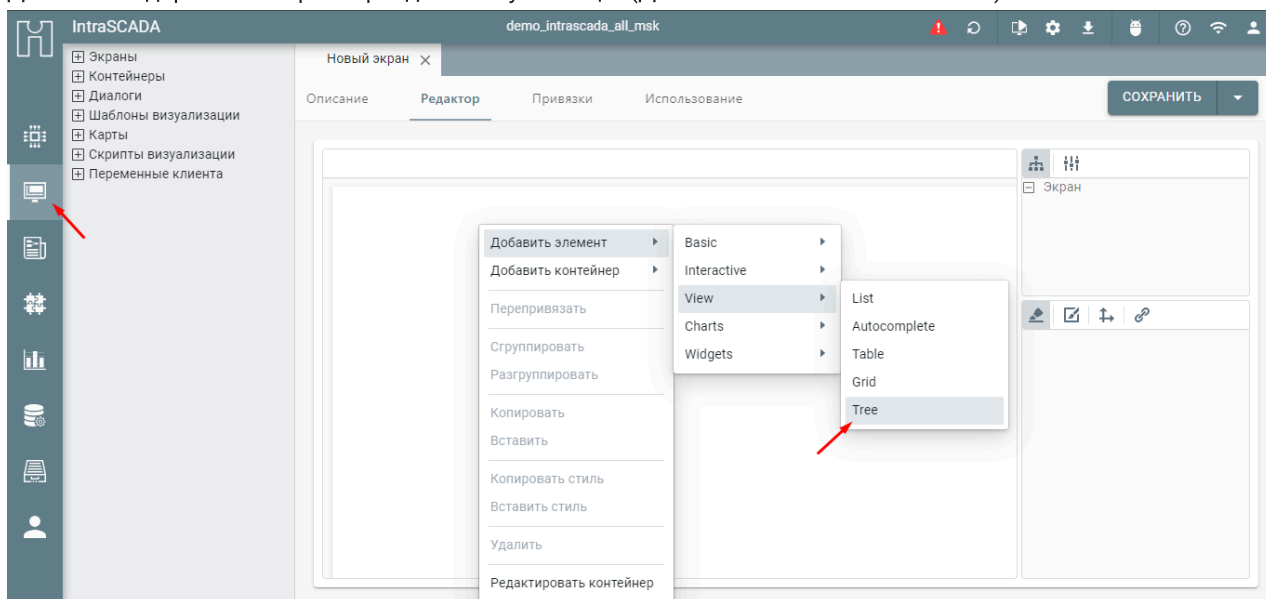 IntraSCADA
demo_intrascada_all_msk
Экраны
Контейнеры
Диалоги
Шаблоны визуализации
Карты
Скрипты визуализации
Переменные клиента
Новый экран
Описание
Редактор
Привязки
Использование
СОХРАНИТЬ
Экран
Добавить элемент
Добавить контейнер
Перепривязать
Сгруппировать
Разгруппировать
Копировать
Вставить
Копировать стиль
Вставить стиль
Удалить
Редактировать контейнер
Basic
Interactive
View
Charts
Widgets
List
Autocomplete
Table
Grid
Tree